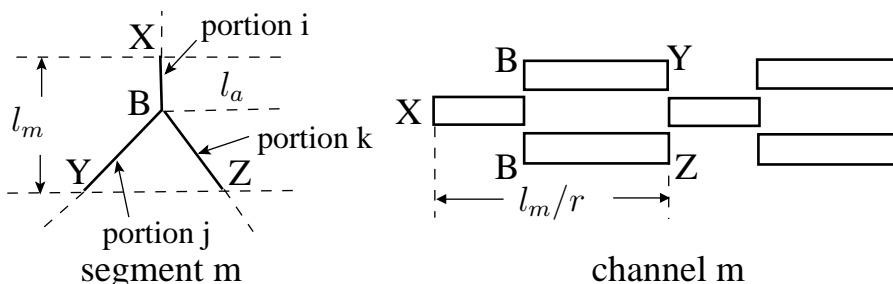 portion i
X
l_a
B
l_m
portion k
Y
Z
portion j
segment m
B
Y
X
B
Z
l_m/r
channel m